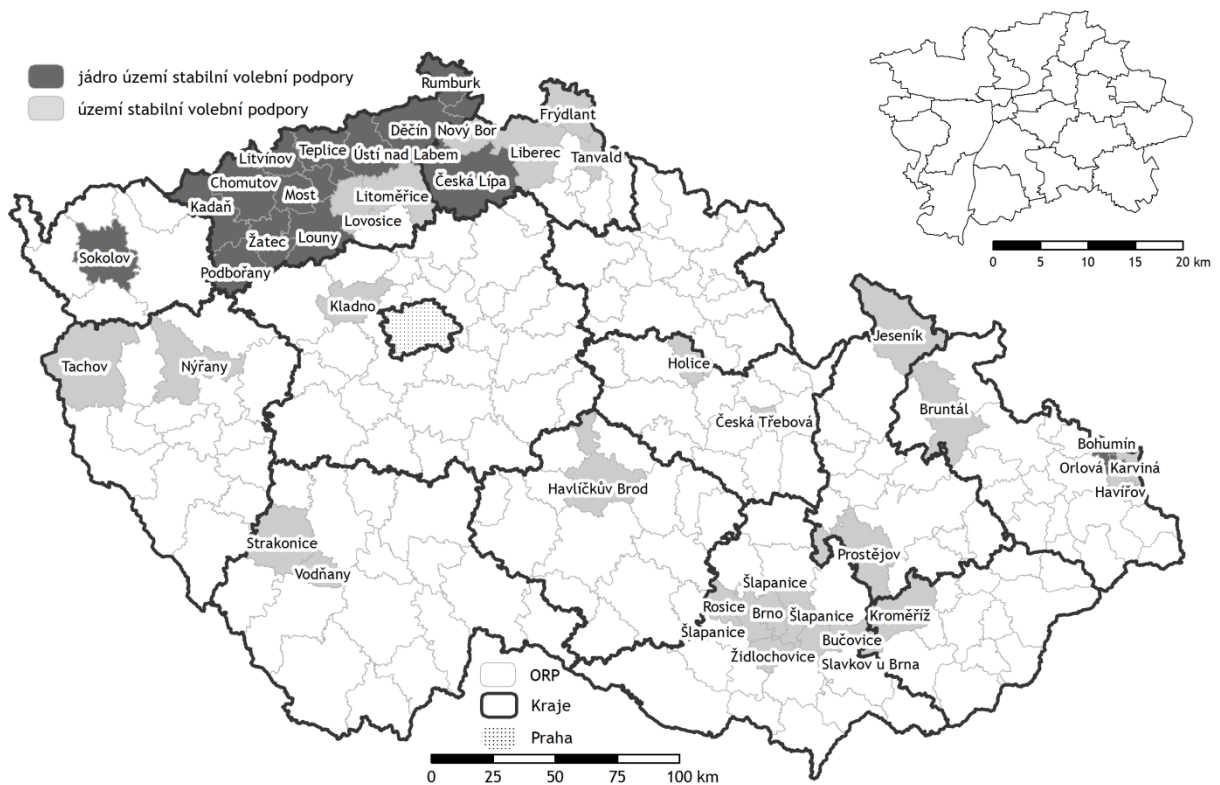 jádro území stabilní volební podpory
území stabilní volební podpory
Rumburk
Frýdlant
Děčín
Nový Bor
Teplice
Litvínov
Ústí nad Labem
Liberec
Tanvald
Chomutov
Česká Lípa
Most
Litoměřice
Kadaň
Lovosice
Žatec
Louny
Sokolov
Podbořany
0 5 10 15 20 km
Kladno
Jeseník
Tachov
Nýřany
Holice
Bruntál
Česká Třebová
Bohumín
Orlová
Karviná
Havířov
Havlíčkův Brod
Strakonice
Prostějov
Vodňany
Šlapanice
Rosice
Brno
Šlapanice
Kroměříž
Šlapanice
Bučovice
Židlochovice
Slavkov u Brna
ORP
Kraje
Praha
0 25 50 75 100 km